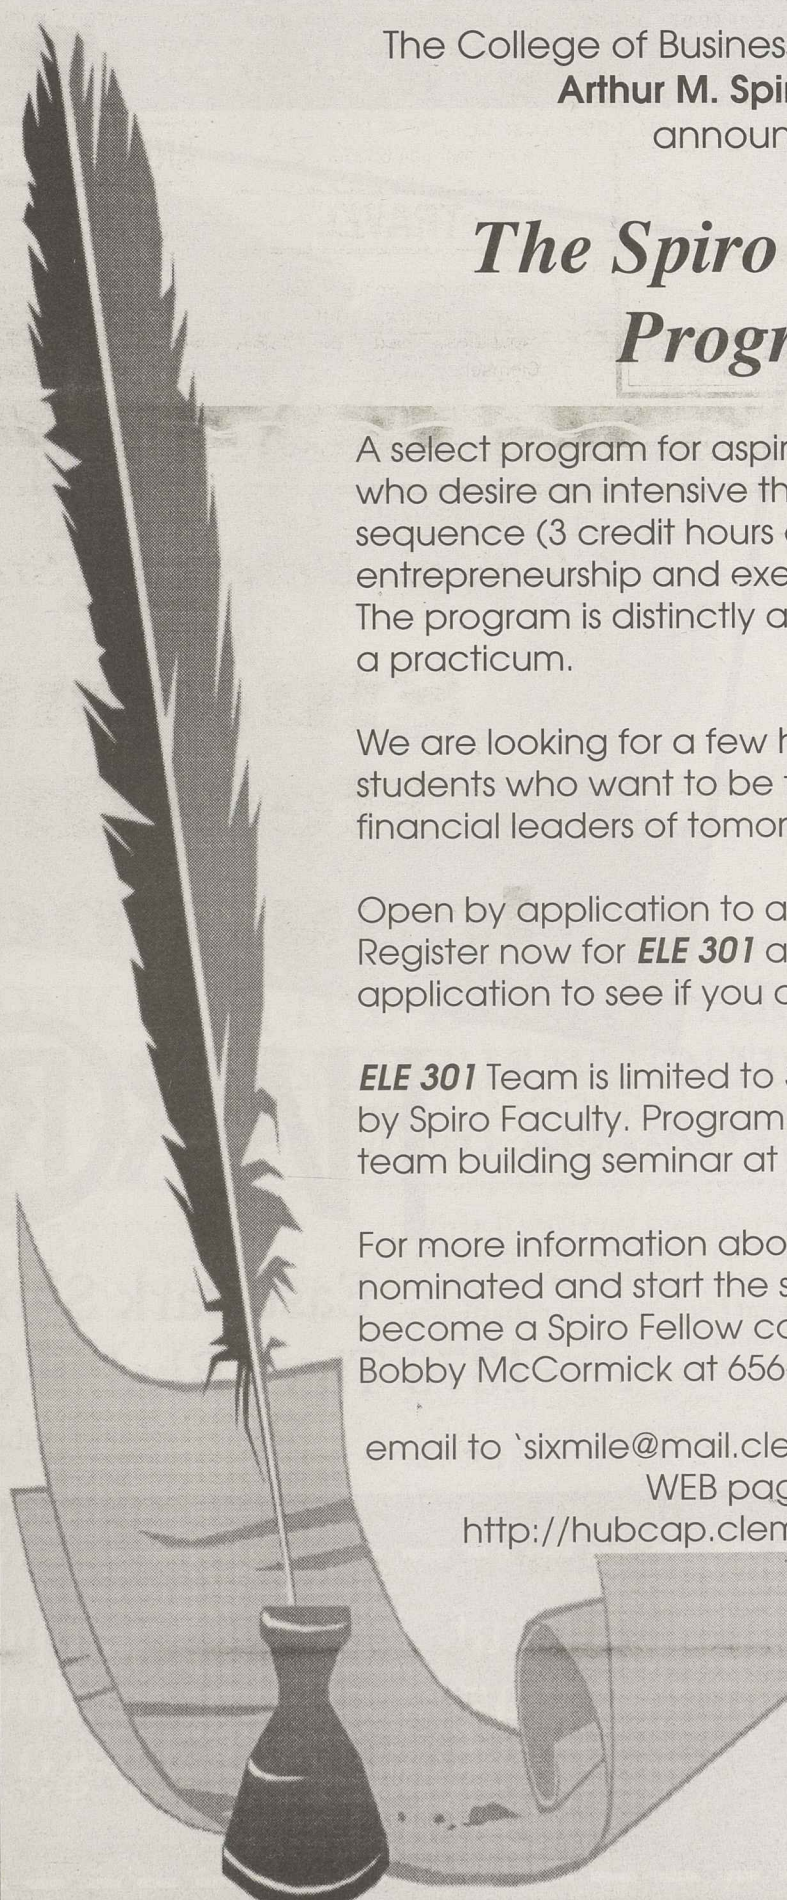 The College of Busines
Arthur M. Spi
announ
The Spiro
Progr
A select program for aspir
who desire an intensive th
sequence (3 credit hours
entrepreneurship and exe
The program is distinctly a
a practicum.
We are looking for a few h
students who want to be
financial leaders of tomor
Open by application to a
Register now for ELE 301 a
application to see if you
ELE 301 Team is limited to
by Spiro Faculty. Program
team building seminar at
For more information abo
nominated and start the s
become a Spiro Fellow co
Bobby McCormick at 656
email to `sixmile@mail.cle
WEB pag
http://hubcap.clem